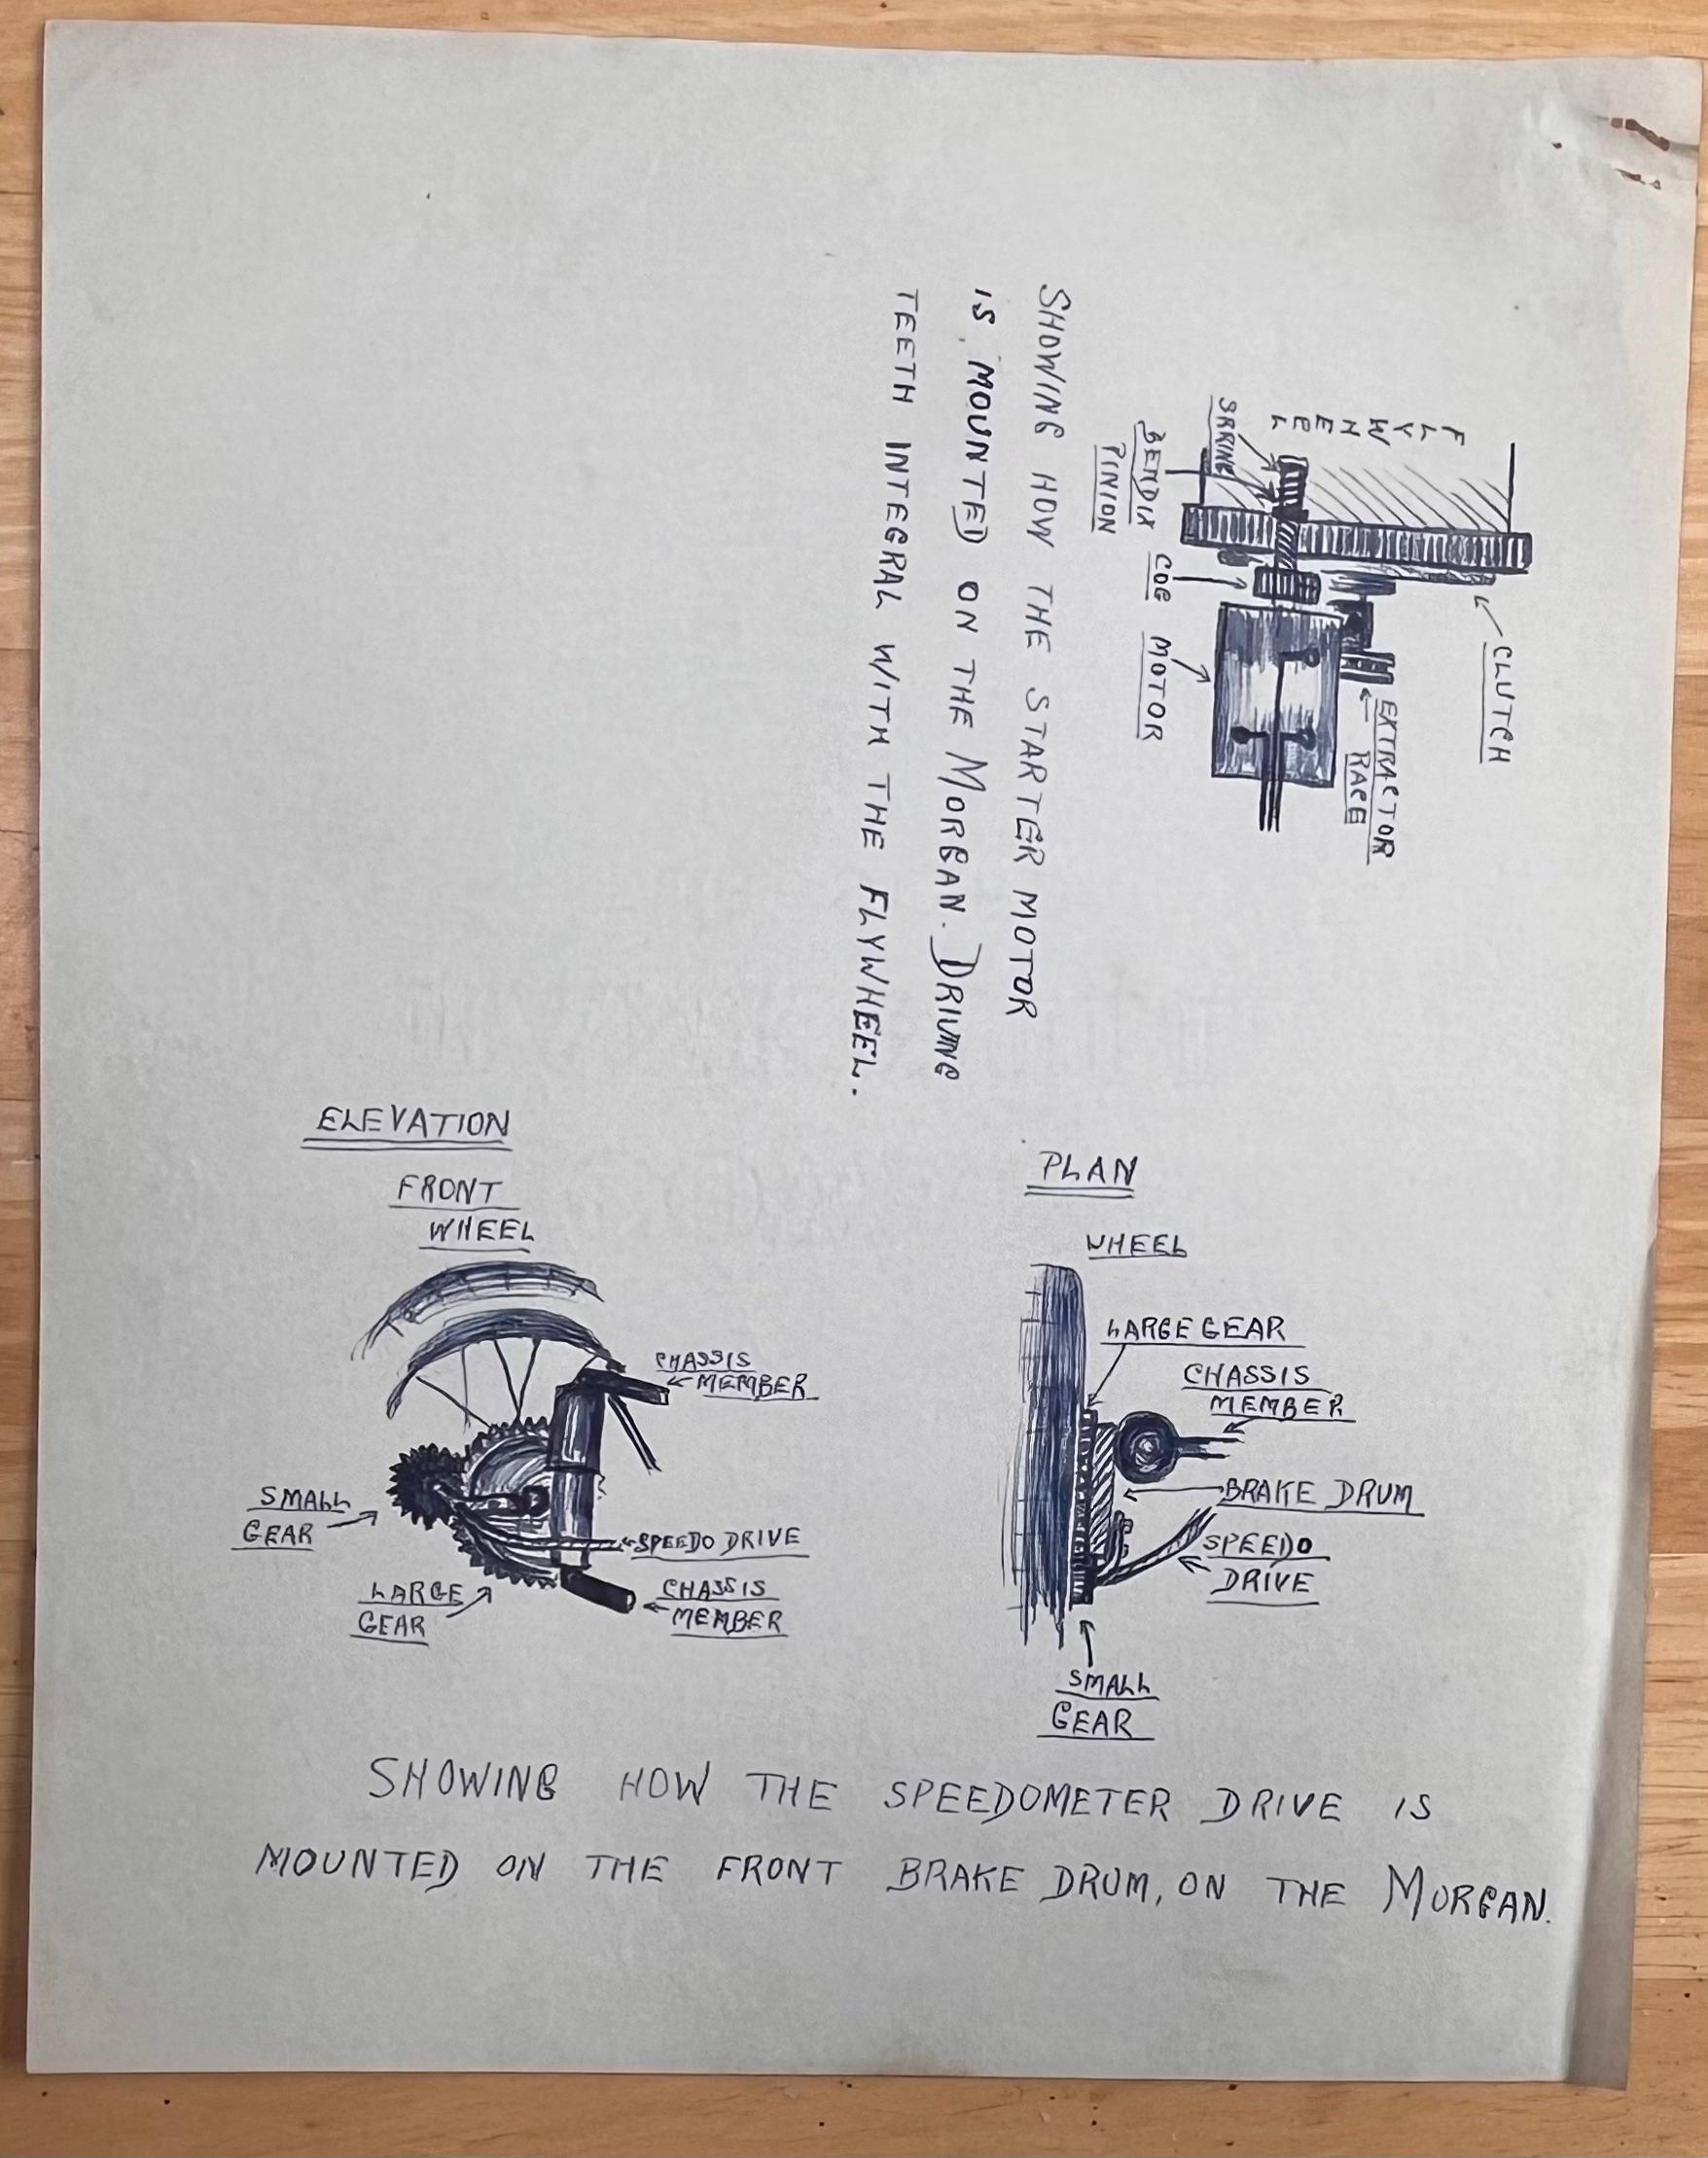 FLYWHEEL
SPRING
BENDIX
PINION
COG
MOTOR
CLUTCH
EXTRACTOR
RACE
SHOWING HOW THE STARTER MOTOR
IS MOUNTED ON THE MORGAN. DRIVING
TEETH INTEGRAL WITH THE FLYWHEEL.
ELEVATION
FRONT
WHEEL
CHASSIS
MEMBER
SMALL
GEAR
SPEEDO DRIVE
LARGE
GEAR
CHASSIS
MEMBER
PLAN
WHEEL
LARGE GEAR
CHASSIS
MEMBER
BRAKE DRUM
SPEEDO
DRIVE
SMALL
GEAR
SHOWING HOW THE SPEEDOMETER DRIVE IS
MOUNTED ON THE FRONT BRAKE DRUM, ON THE MORGAN.